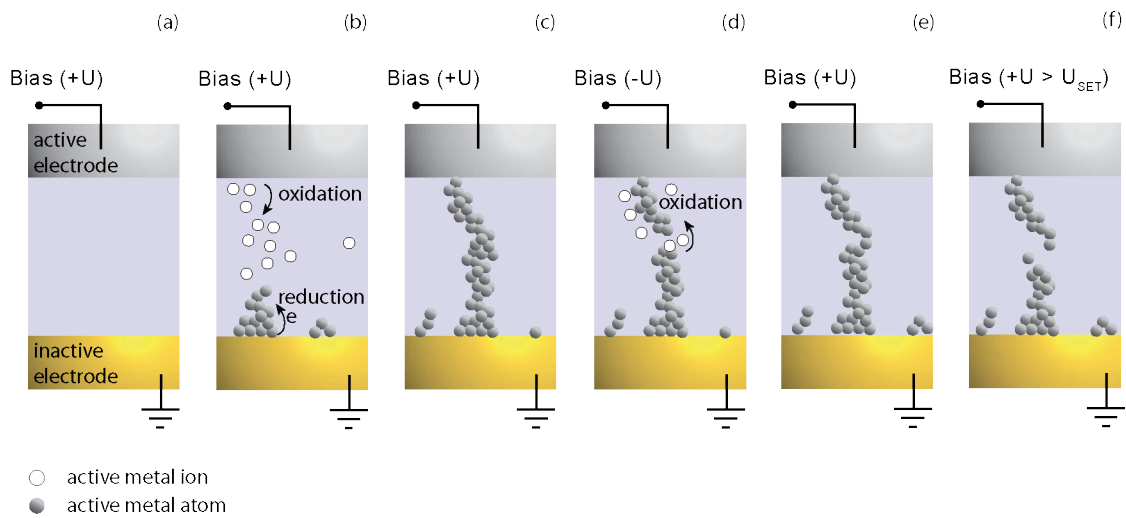 (a)
(b)
(c)
(d)
(e)
(f)
Bias (+U)
Bias (+U)
Bias (+U)
Bias (-U)
Bias (+U)
Bias (+U > USET)
active
electrode
oxidation
oxidation
reduction
e
inactive
electrode
active metal ion
active metal atom